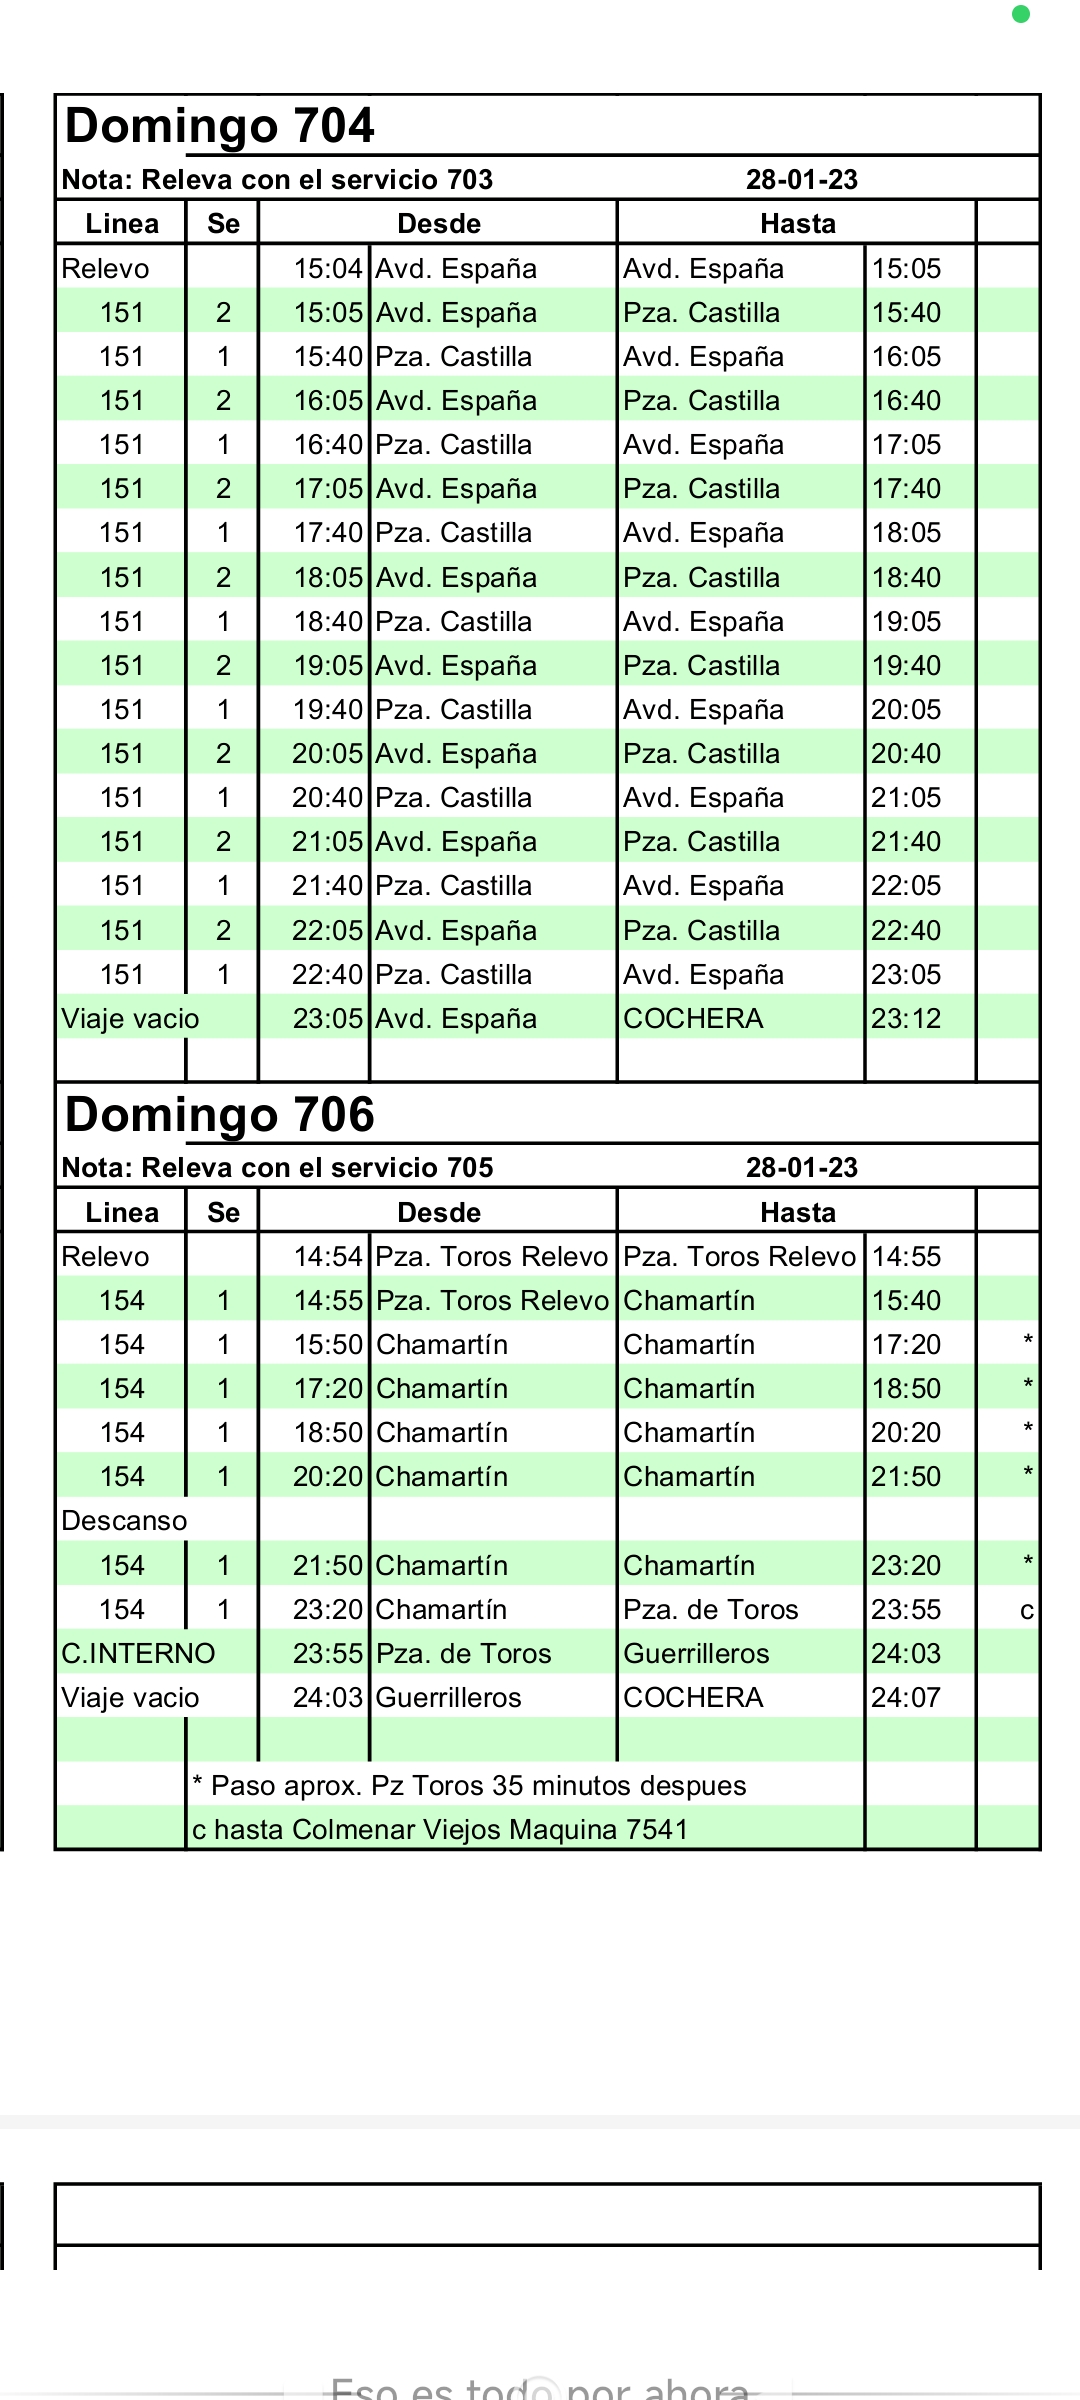 Domingo 704
Nota: Releva con el servicio 703 28-01-23
Linea Se Desde Hasta
Relevo 15:04 Avd. España Avd. España 15:05
151 2 15:05 Avd. España Pza. Castilla 15:40
151 1 15:40 Pza. Castilla Avd. España 16:05
151 2 16:05 Avd. España Pza. Castilla 16:40
151 1 16:40 Pza. Castilla Avd. España 17:05
151 2 17:05 Avd. España Pza. Castilla 17:40
151 1 17:40 Pza. Castilla Avd. España 18:05
151 2 18:05 Avd. España Pza. Castilla 18:40
151 1 18:40 Pza. Castilla Avd. España 19:05
151 2 19:05 Avd. España Pza. Castilla 19:40
151 1 19:40 Pza. Castilla Avd. España 20:05
151 2 20:05 Avd. España Pza. Castilla 20:40
151 1 20:40 Pza. Castilla Avd. España 21:05
151 2 21:05 Avd. España Pza. Castilla 21:40
151 1 21:40 Pza. Castilla Avd. España 22:05
151 2 22:05 Avd. España Pza. Castilla 22:40
151 1 22:40 Pza. Castilla Avd. España 23:05
Viaje vacio 23:05 Avd. España COCHERA 23:12
Domingo 706
Nota: Releva con el servicio 705 28-01-23
Linea Se Desde Hasta
Relevo 14:54 Pza. Toros Relevo Pza. Toros Relevo 14:55
154 1 14:55 Pza. Toros Relevo Chamartín 15:40
154 1 15:50 Chamartín Chamartín 17:20 *
154 1 17:20 Chamartín Chamartín 18:50 *
154 1 18:50 Chamartín Chamartín 20:20 *
154 1 20:20 Chamartín Chamartín 21:50 *
Descanso
154 1 21:50 Chamartín Chamartín 23:20 *
154 1 23:20 Chamartín Pza. de Toros 23:55 c
C.INTERNO 23:55 Pza. de Toros Guerrilleros 24:03
Viaje vacio 24:03 Guerrilleros COCHERA 24:07
* Paso aprox. Pz Toros 35 minutos despues
c hasta Colmenar Viejos Maquina 7541
Eso es todo por ahora